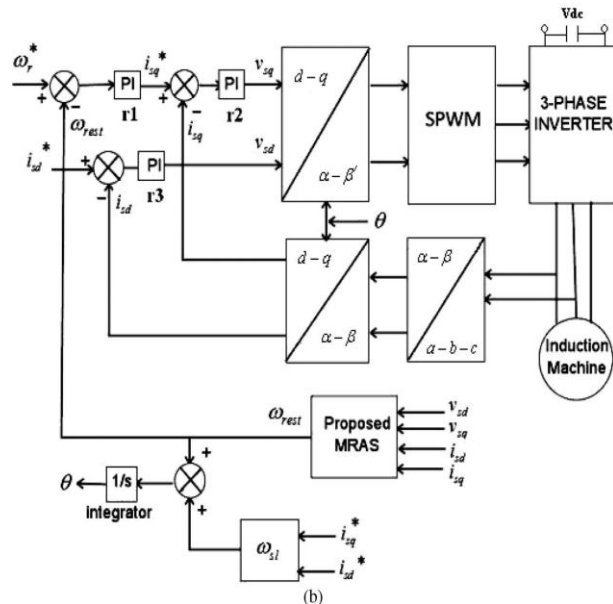 Vdc
ω_r*
+
−
PI
r1
i_sq*
+
−
PI
r2
v_sq
d-q
α-β'
SPWM
3-PHASE
INVERTER
ω_rest
i_sq
i_sd*
+
−
PI
r3
v_sd
i_sd
θ
d-q
α-β
α-β
a-b-c
Induction
Machine
ω_rest
Proposed
MRAS
v_sd
v_sq
i_sd
i_sq
θ
1/s
integrator
+
+
ω_sl
i_sq*
i_sd*
(b)